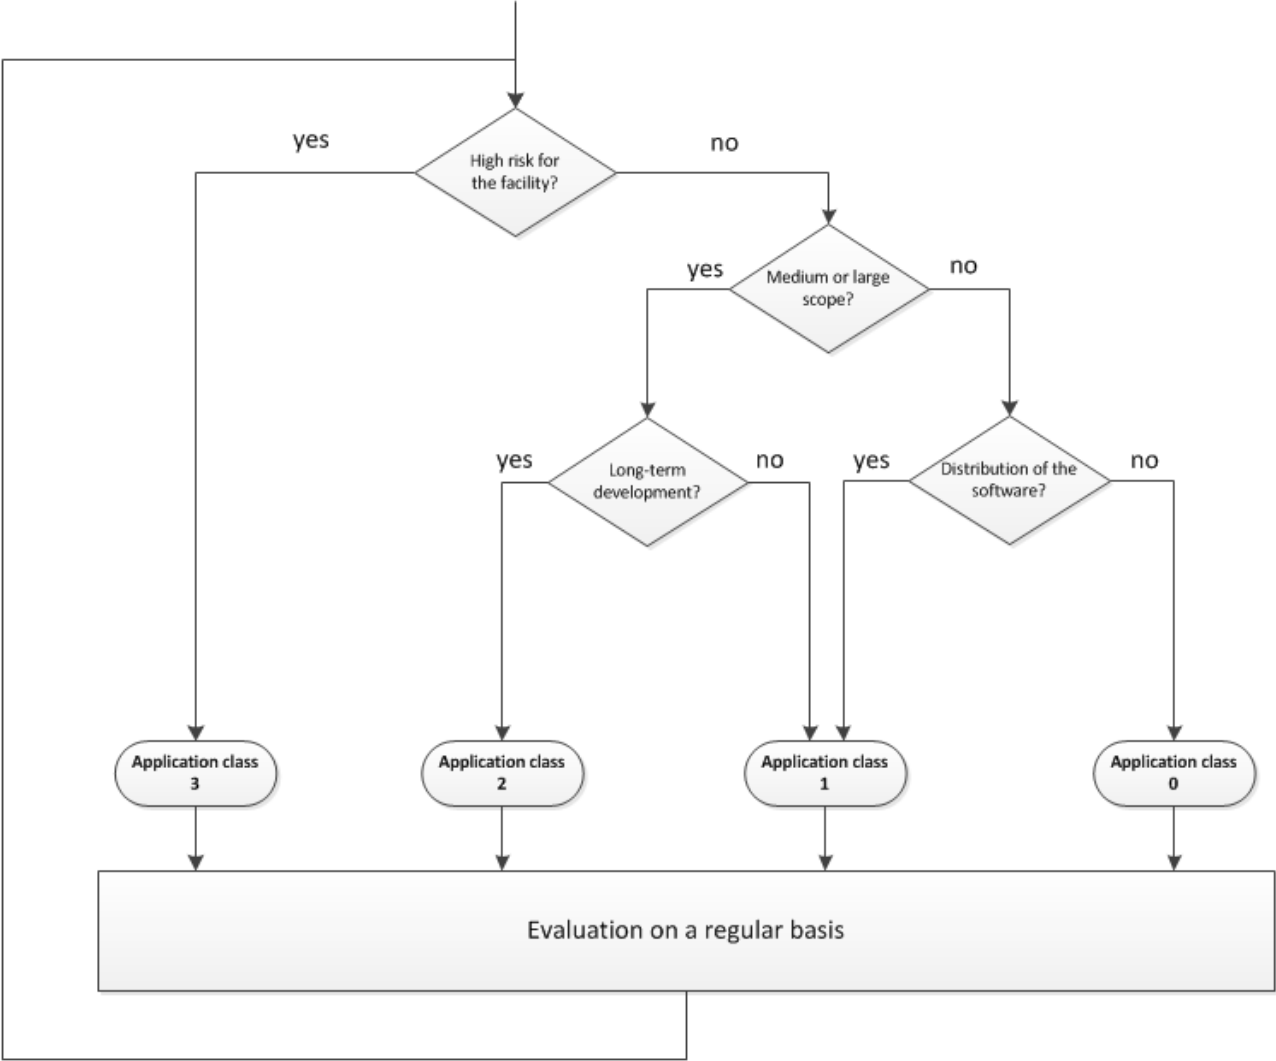 yes
no
High risk for
the facility?
yes
no
Medium or large
scope?
yes
no
Long-term
development?
yes
no
Distribution of the
software?
Application class
3
Application class
2
Application class
1
Application class
0
Evaluation on a regular basis